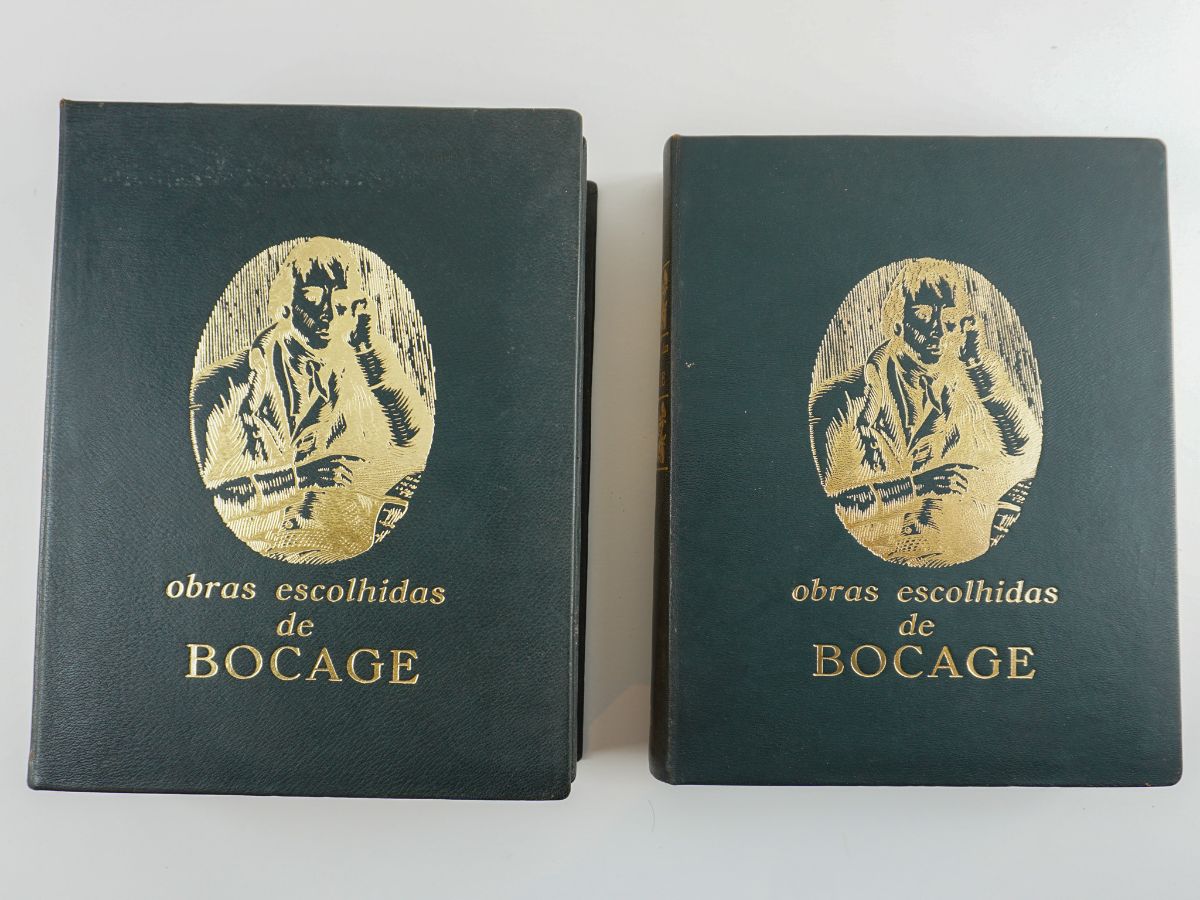 obras escolhidas
de
BOCAGE
obras escolhidas
de
BOCAGE